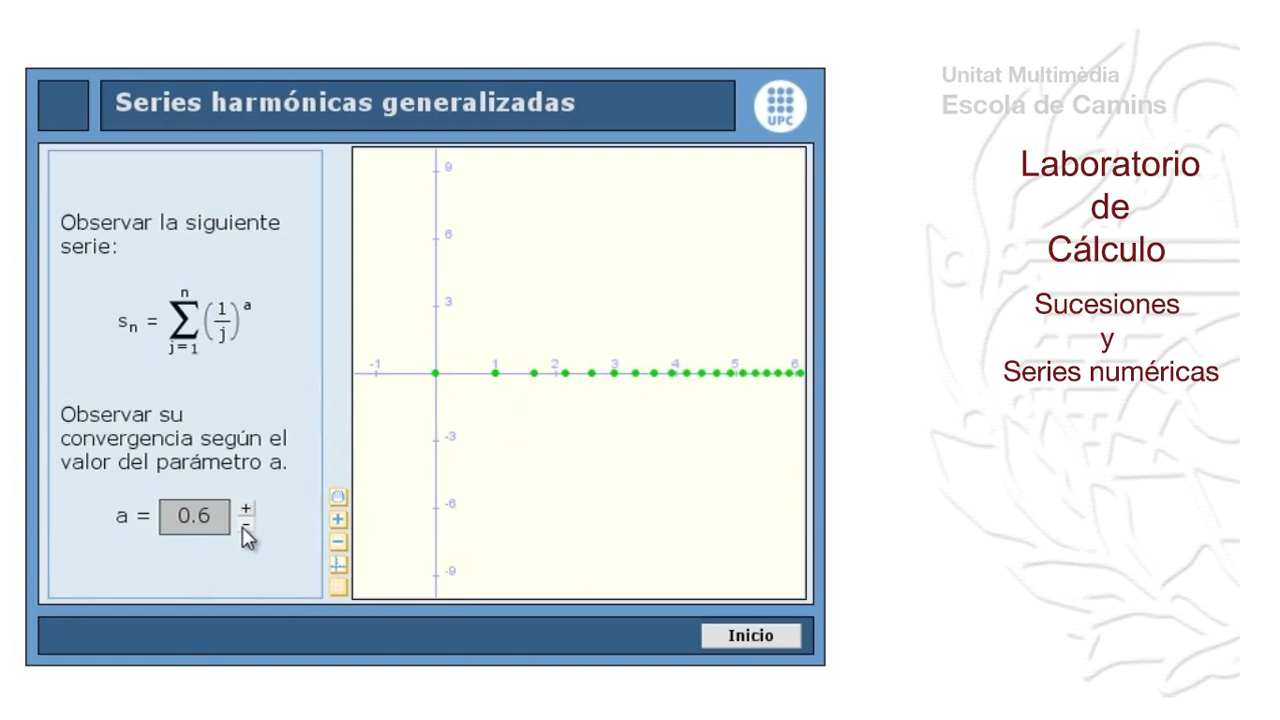 Series harmónicas generalizadas
UPC
Observar la siguiente
serie:
n
s_n = ∑ (1/j)^a
j=1
Observar su
convergencia según el
valor del parámetro a.
a = 0.6 + -
9
6
3
-1 1 2 3 4 5 6
-3
-6
-9
Inicio
Unitat Multimèdia
Escola de Camins
Laboratorio
de
Cálculo
Sucesiones
y
Series numéricas